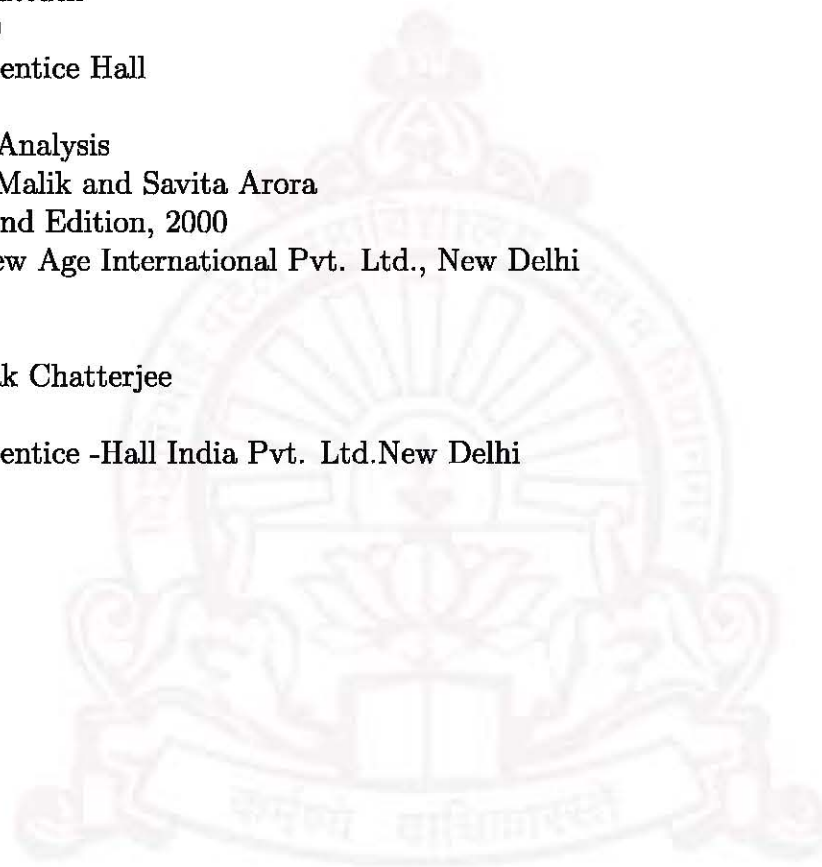 entice Hall
Analysis
Malik and Savita Arora
nd Edition, 2000
ew Age International Pvt. Ltd., New Delhi
k Chatterjee
entice -Hall India Pvt. Ltd.New Delhi